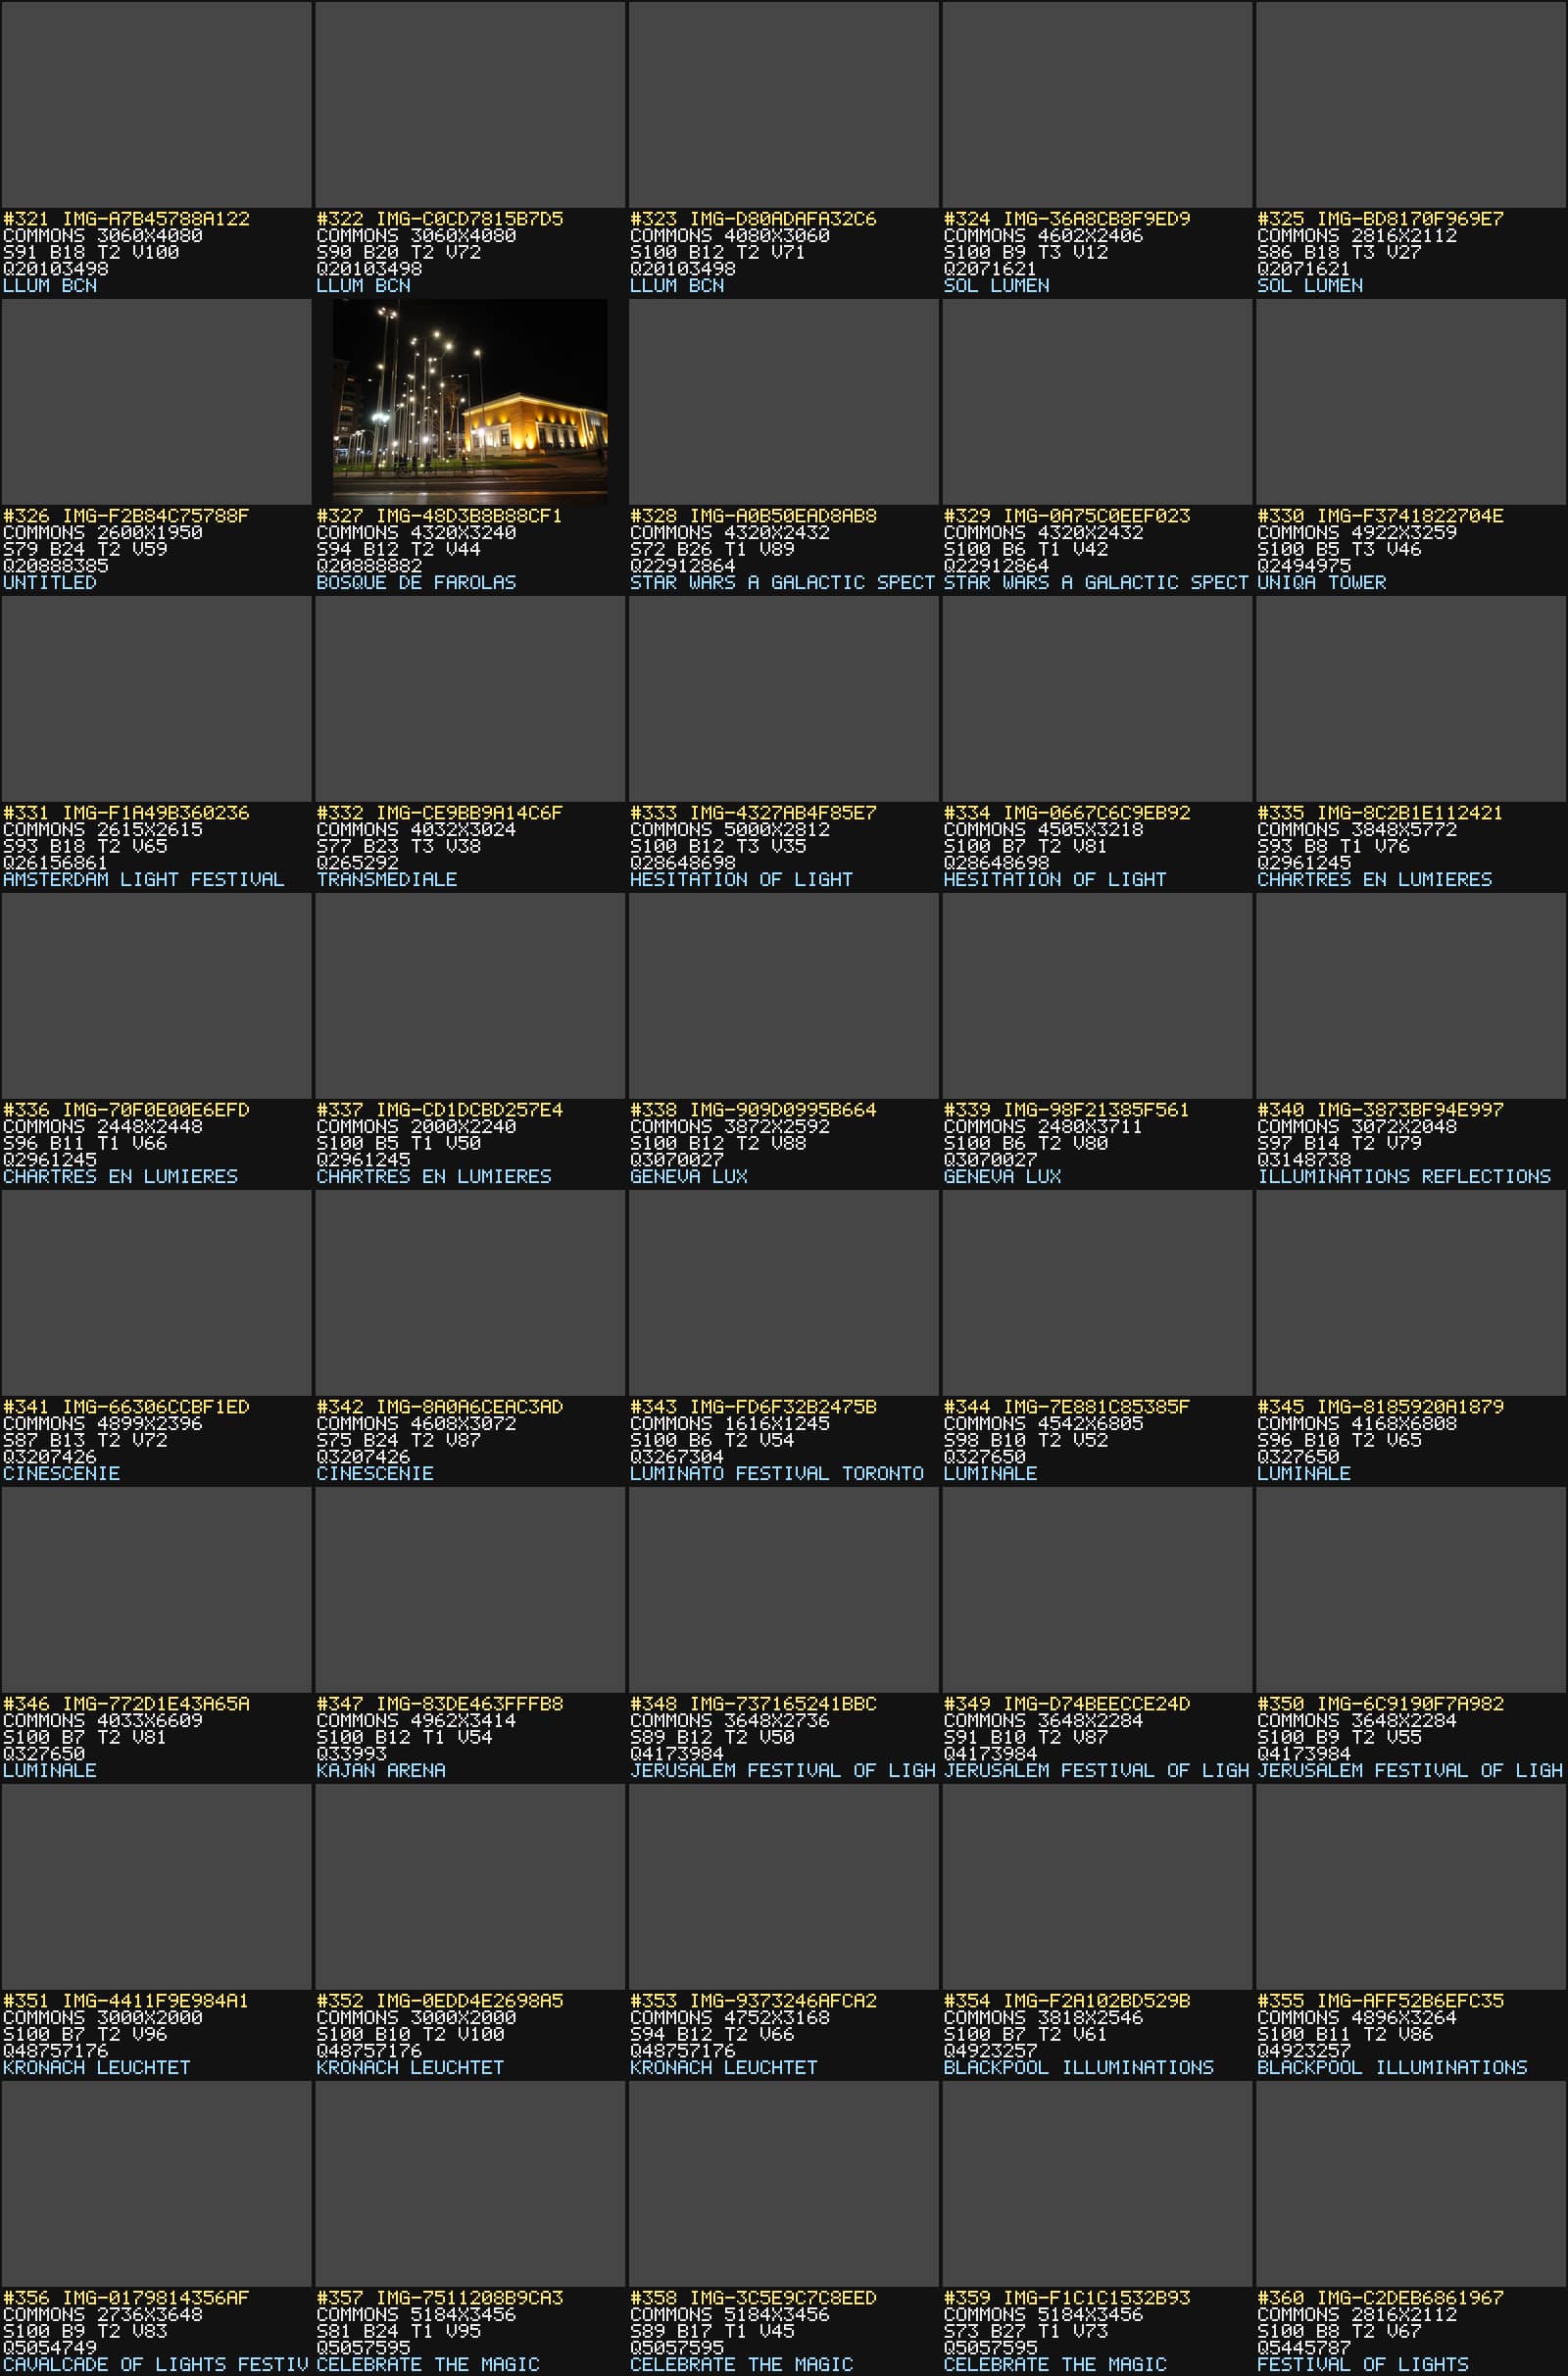 #321 IMG-A7B45788A122
COMMONS 3060X4080
S91 B18 T2 V100
Q20103498
LLUM BCN
#322 IMG-C0CD7815B7D5
COMMONS 3060X4080
S90 B20 T2 V72
Q20103498
LLUM BCN
#323 IMG-D80ADAFA32C6
COMMONS 4080X3060
S100 B12 T2 V71
Q20103498
LLUM BCN
#324 IMG-36A8CB8F9ED9
COMMONS 4602X2406
S100 B9 T3 V12
Q2071621
SOL LUMEN
#325 IMG-BD8170F969E7
COMMONS 2816X2112
S86 B18 T3 V27
Q2071621
SOL LUMEN
#326 IMG-F2B84C75788F
COMMONS 2600X1950
S79 B24 T2 V59
Q20888385
UNTITLED
#327 IMG-48D3B8B88CF1
COMMONS 4320X3240
S94 B12 T2 V44
Q20888882
BOSQUE DE FAROLAS
#328 IMG-A0B50EAD8AB8
COMMONS 4320X2432
S72 B26 T1 V89
Q22912864
STAR WARS A GALACTIC SPECT
#329 IMG-0A75C0EEF023
COMMONS 4320X2432
S100 B6 T1 V42
Q22912864
STAR WARS A GALACTIC SPECT
#330 IMG-F3741822704E
COMMONS 4922X3259
S100 B5 T3 V46
Q2494975
UNIQA TOWER
#331 IMG-F1A49B360236
COMMONS 2615X2615
S93 B18 T2 V65
Q26156861
AMSTERDAM LIGHT FESTIVAL
#332 IMG-CE9BB9A14C6F
COMMONS 4032X3024
S77 B23 T3 V38
Q265292
TRANSMEDIALE
#333 IMG-4327AB4F85E7
COMMONS 5000X2812
S100 B12 T3 V35
Q28648698
HESITATION OF LIGHT
#334 IMG-0667C6C9EB92
COMMONS 4505X3218
S100 B7 T2 V81
Q28648698
HESITATION OF LIGHT
#335 IMG-8C2B1E112421
COMMONS 3848X5772
S93 B8 T1 V76
Q2961245
CHARTRES EN LUMIERES
#336 IMG-70F0E00E6EFD
COMMONS 2448X2448
S96 B11 T1 V66
Q2961245
CHARTRES EN LUMIERES
#337 IMG-CD1DCBD257E4
COMMONS 2000X2240
S100 B5 T1 V50
Q2961245
CHARTRES EN LUMIERES
#338 IMG-909D0995B664
COMMONS 3872X2592
S100 B12 T2 V88
Q3070027
GENEVA LUX
#339 IMG-98F21385F561
COMMONS 2480X3711
S100 B6 T2 V80
Q3070027
GENEVA LUX
#340 IMG-3873BF94E997
COMMONS 3072X2048
S97 B14 T2 V79
Q3148738
ILLUMINATIONS REFLECTIONS
#341 IMG-66306CCBF1ED
COMMONS 4899X2396
S87 B13 T2 V72
Q3207426
CINESCENIE
#342 IMG-8A0A6CEAC3AD
COMMONS 4608X3072
S75 B24 T2 V87
Q3207426
CINESCENIE
#343 IMG-FD6F32B2475B
COMMONS 1616X1245
S100 B6 T2 V54
Q3267304
LUMINATO FESTIVAL TORONTO
#344 IMG-7E881C85385F
COMMONS 4542X6805
S98 B10 T2 V52
Q327650
LUMINALE
#345 IMG-8185920A1879
COMMONS 4168X6808
S96 B10 T2 V65
Q327650
LUMINALE
#346 IMG-772D1E43A65A
COMMONS 4033X6609
S100 B7 T2 V81
Q327650
LUMINALE
#347 IMG-83DE463FFFB8
COMMONS 4962X3414
S100 B12 T1 V54
Q33993
KAJAN ARENA
#348 IMG-737165241BBC
COMMONS 3648X2736
S89 B12 T2 V50
Q4173984
JERUSALEM FESTIVAL OF LIGH
#349 IMG-D74BEECCE24D
COMMONS 3648X2284
S91 B10 T2 V87
Q4173984
JERUSALEM FESTIVAL OF LIGH
#350 IMG-6C9190F7A982
COMMONS 3648X2284
S100 B9 T2 V55
Q4173984
JERUSALEM FESTIVAL OF LIGH
#351 IMG-4411F9E984A1
COMMONS 3000X2000
S100 B7 T2 V96
Q48757176
KRONACH LEUCHTET
#352 IMG-0EDD4E2698A5
COMMONS 3000X2000
S100 B10 T2 V100
Q48757176
KRONACH LEUCHTET
#353 IMG-9373246AFCA2
COMMONS 4752X3168
S94 B12 T2 V66
Q48757176
KRONACH LEUCHTET
#354 IMG-F2A102BD529B
COMMONS 3818X2546
S100 B7 T2 V61
Q4923257
BLACKPOOL ILLUMINATIONS
#355 IMG-AFF52B6EFC35
COMMONS 4896X3264
S100 B11 T2 V86
Q4923257
BLACKPOOL ILLUMINATIONS
#356 IMG-0179814356AF
COMMONS 2736X3648
S100 B9 T2 V83
Q5054749
CAVALCADE OF LIGHTS FESTIV
#357 IMG-7511208B9CA3
COMMONS 5184X3456
S81 B24 T1 V95
Q5057595
CELEBRATE THE MAGIC
#358 IMG-3C5E9C7C8EED
COMMONS 5184X3456
S89 B17 T1 V45
Q5057595
CELEBRATE THE MAGIC
#359 IMG-F1C1C1532B93
COMMONS 5184X3456
S73 B27 T1 V73
Q5057595
CELEBRATE THE MAGIC
#360 IMG-C2DEB6861967
COMMONS 2816X2112
S100 B8 T2 V67
Q5445787
FESTIVAL OF LIGHTS